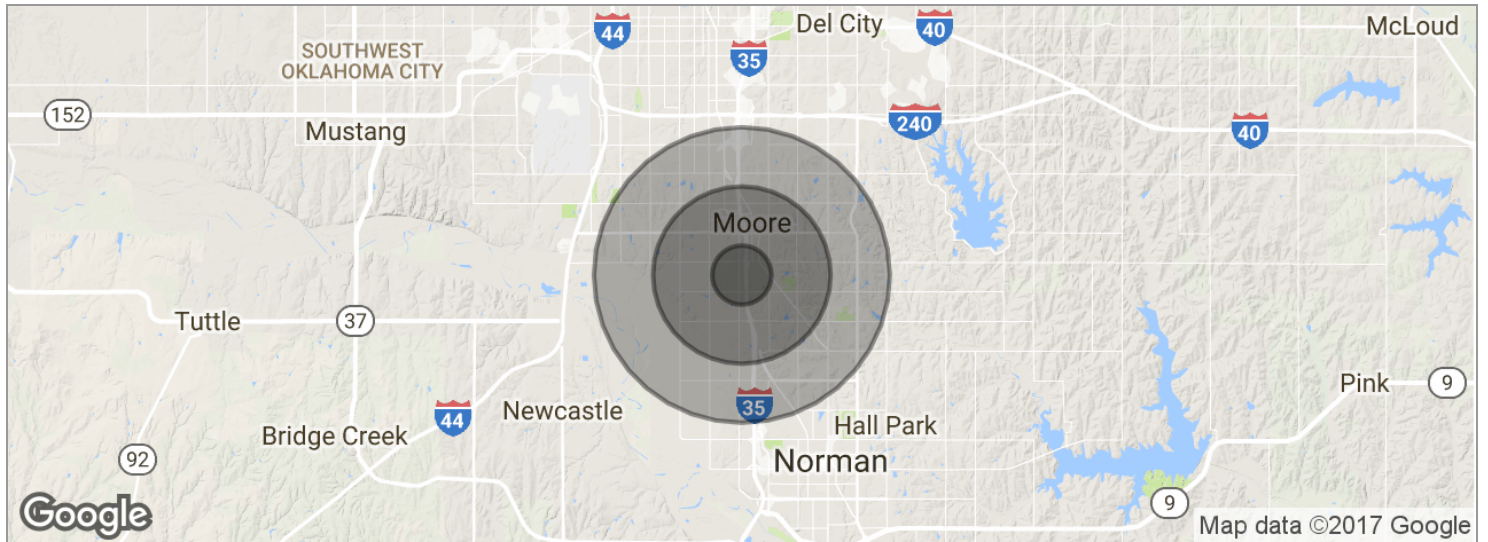 44
35
Del City
40
McLoud
SOUTHWEST
OKLAHOMA CITY
152
Mustang
240
40
Moore
Tuttle
37
Pink
9
44
Newcastle
35
Bridge Creek
Hall Park
92
Norman
9
Google
Map data ©2017 Google